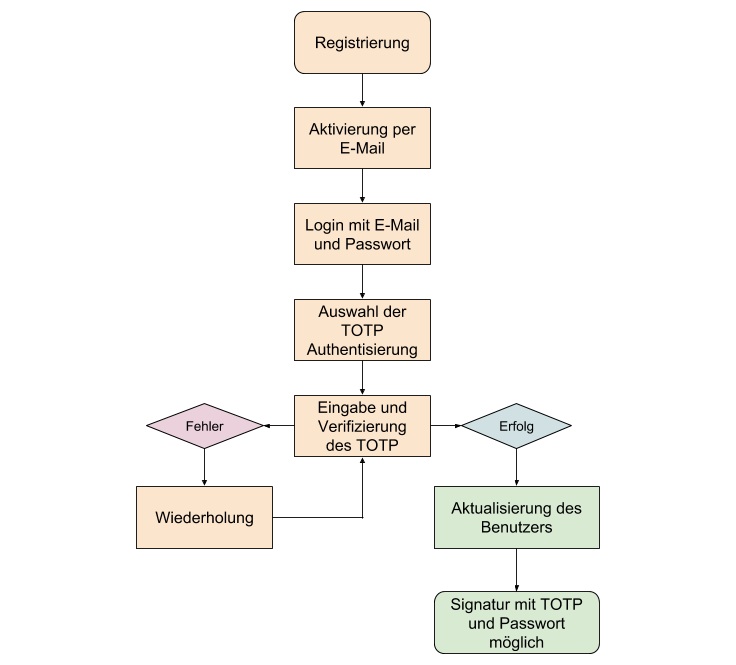 Registrierung
Aktivierung per
E-Mail
Login mit E-Mail
und Passwort
Auswahl der
TOTP
Authentisierung
Eingabe und
Verifizierung
des TOTP
Fehler
Erfolg
Wiederholung
Aktualisierung des
Benutzers
Signatur mit TOTP
und Passwort
möglich